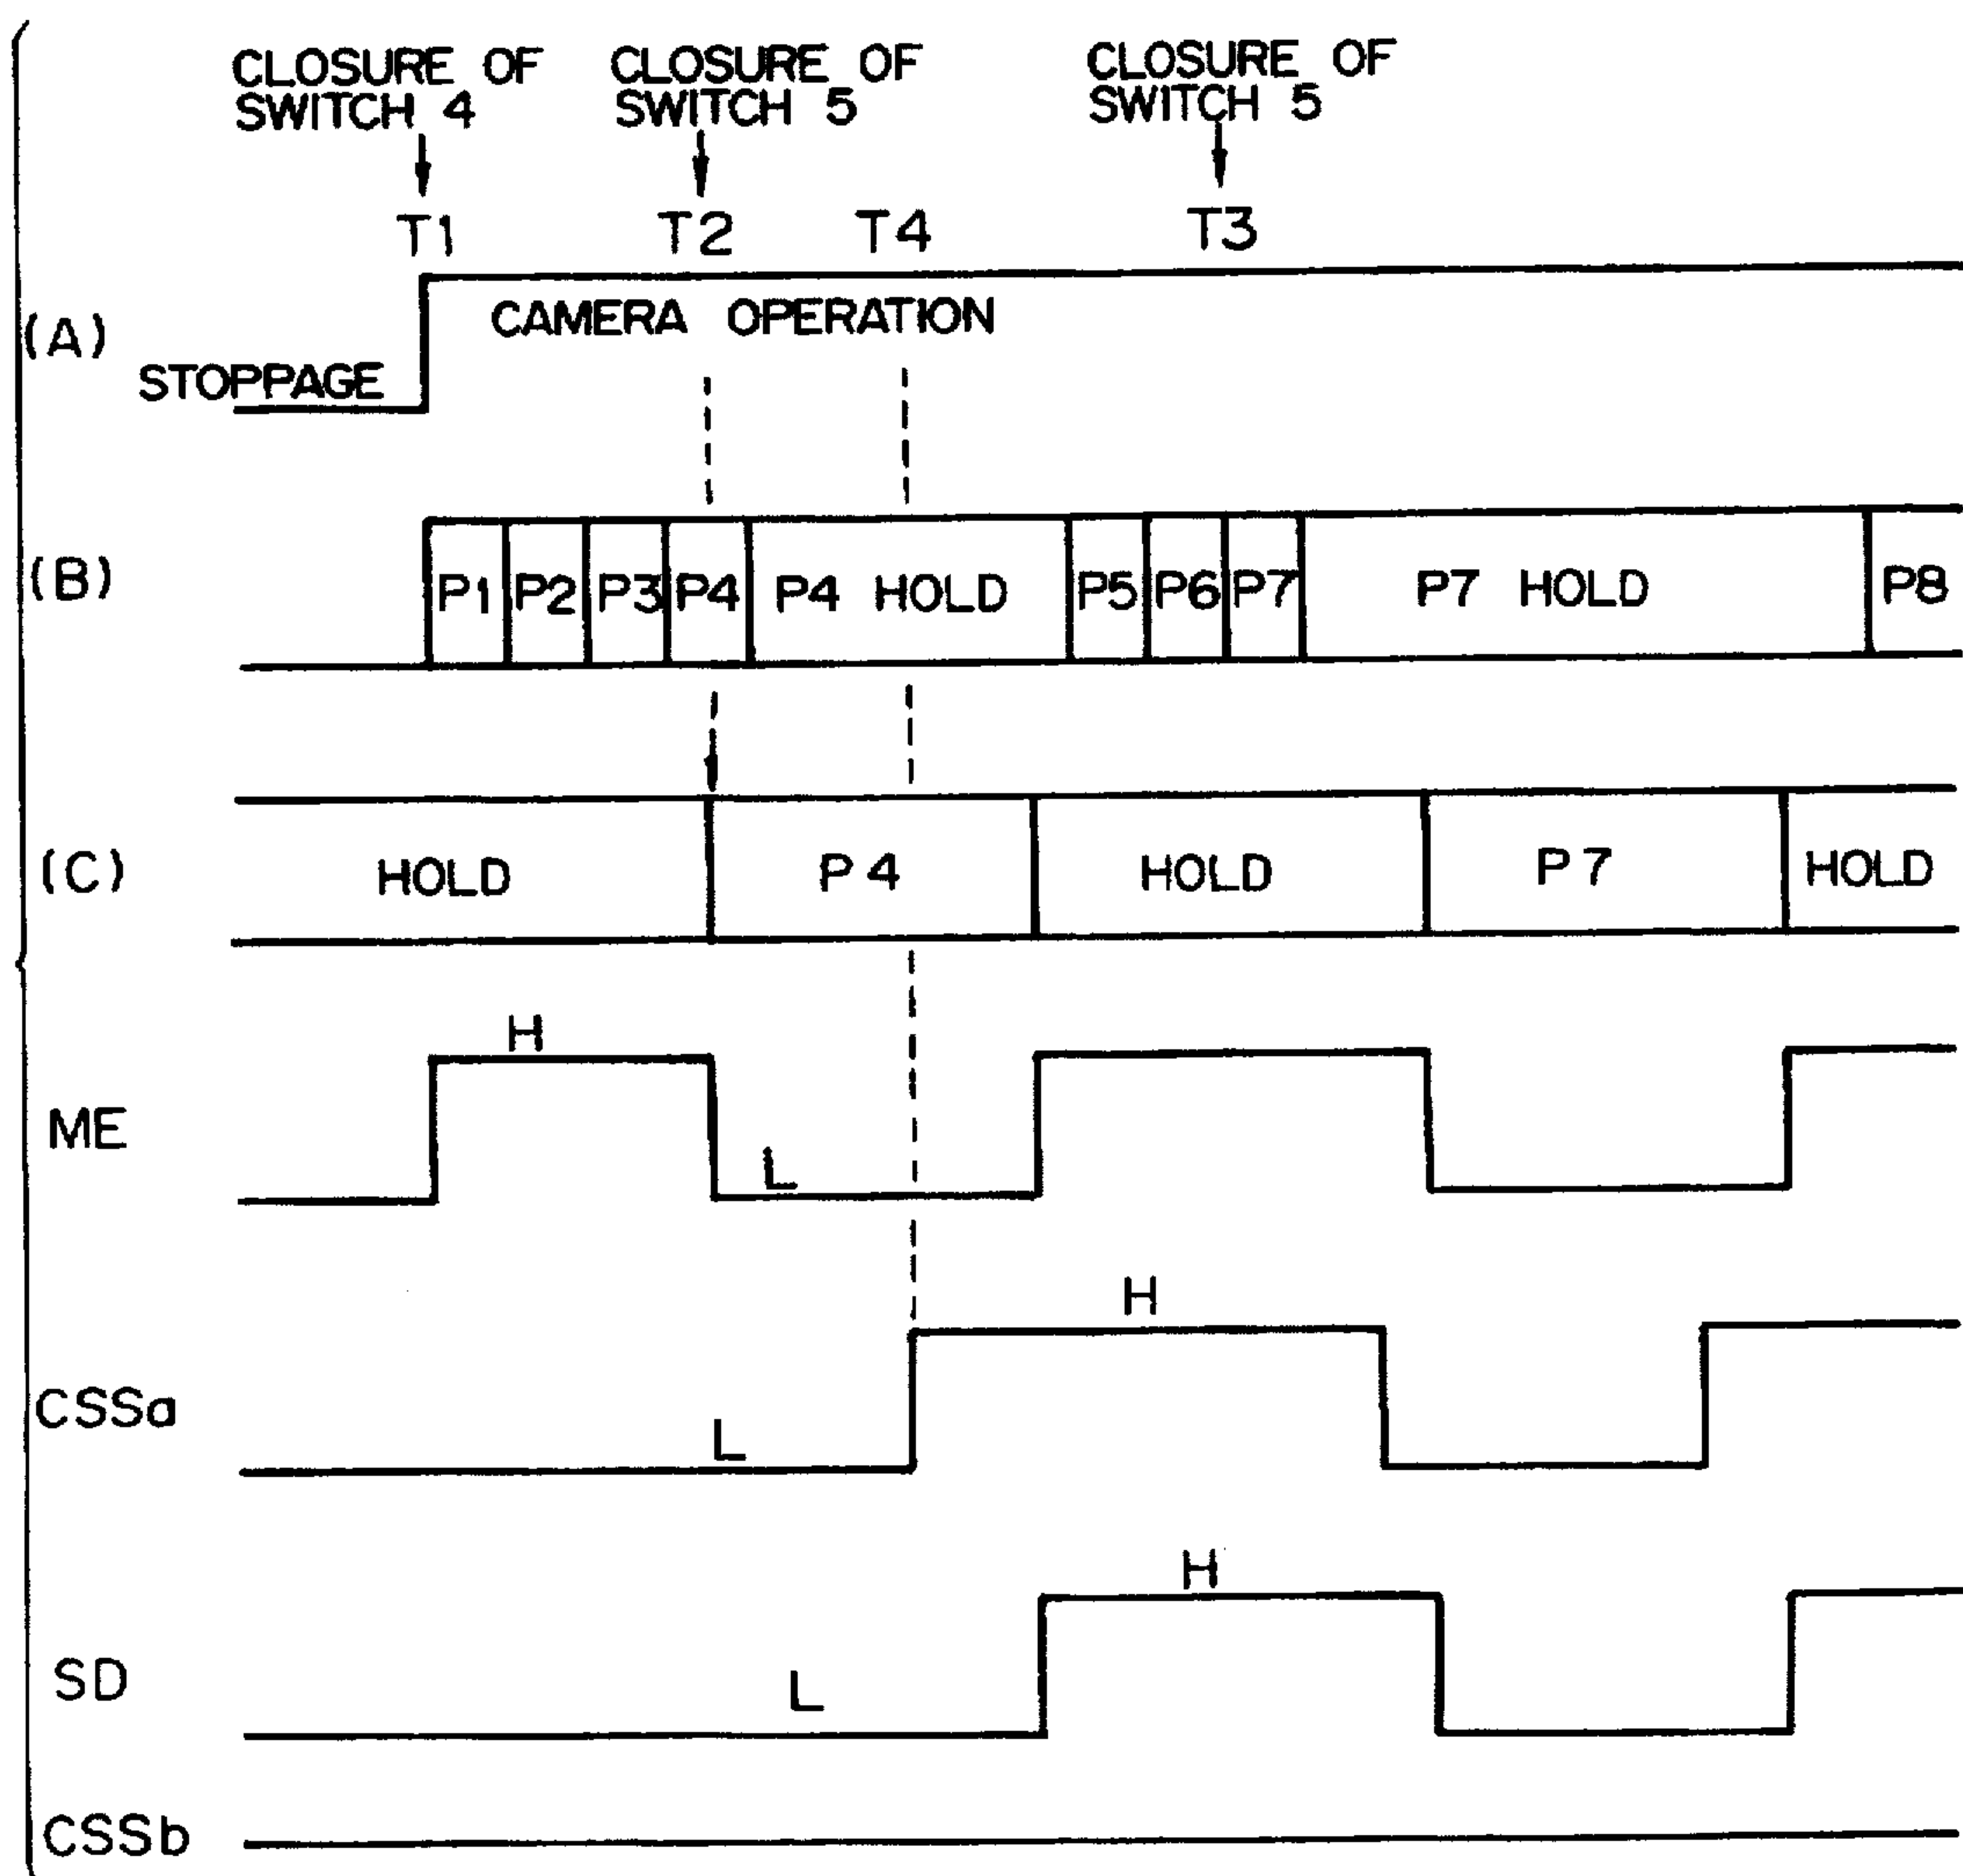 CLOSURE OF
SWITCH 4
CLOSURE OF
SWITCH 5
CLOSURE OF
SWITCH 5
T1
T2
T4
T3
(A)
STOPPAGE
CAMERA OPERATION
(B)
P1
P2
P3
P4
P4 HOLD
P5
P6
P7
P7 HOLD
P8
(C)
HOLD
P4
HOLD
P7
HOLD
ME
H
L
CSSa
L
H
SD
L
H
CSSb